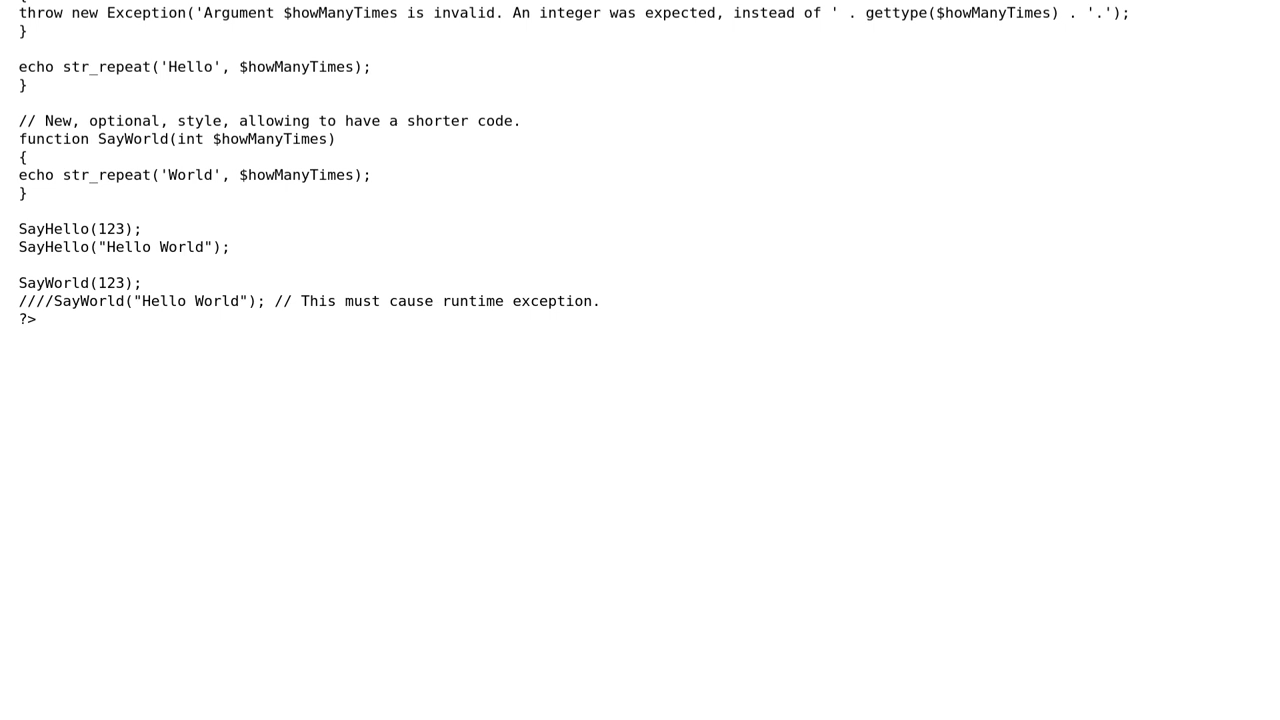 throw new Exception('Argument $howManyTimes is invalid. An integer was expected, instead of ' . gettype($howManyTimes) . '.');
}

echo str_repeat('Hello', $howManyTimes);
}

// New, optional, style, allowing to have a shorter code.
function SayWorld(int $howManyTimes)
{
echo str_repeat('World', $howManyTimes);
}

SayHello(123);
SayHello("Hello World");

SayWorld(123);
////SayWorld("Hello World"); // This must cause runtime exception.
?>